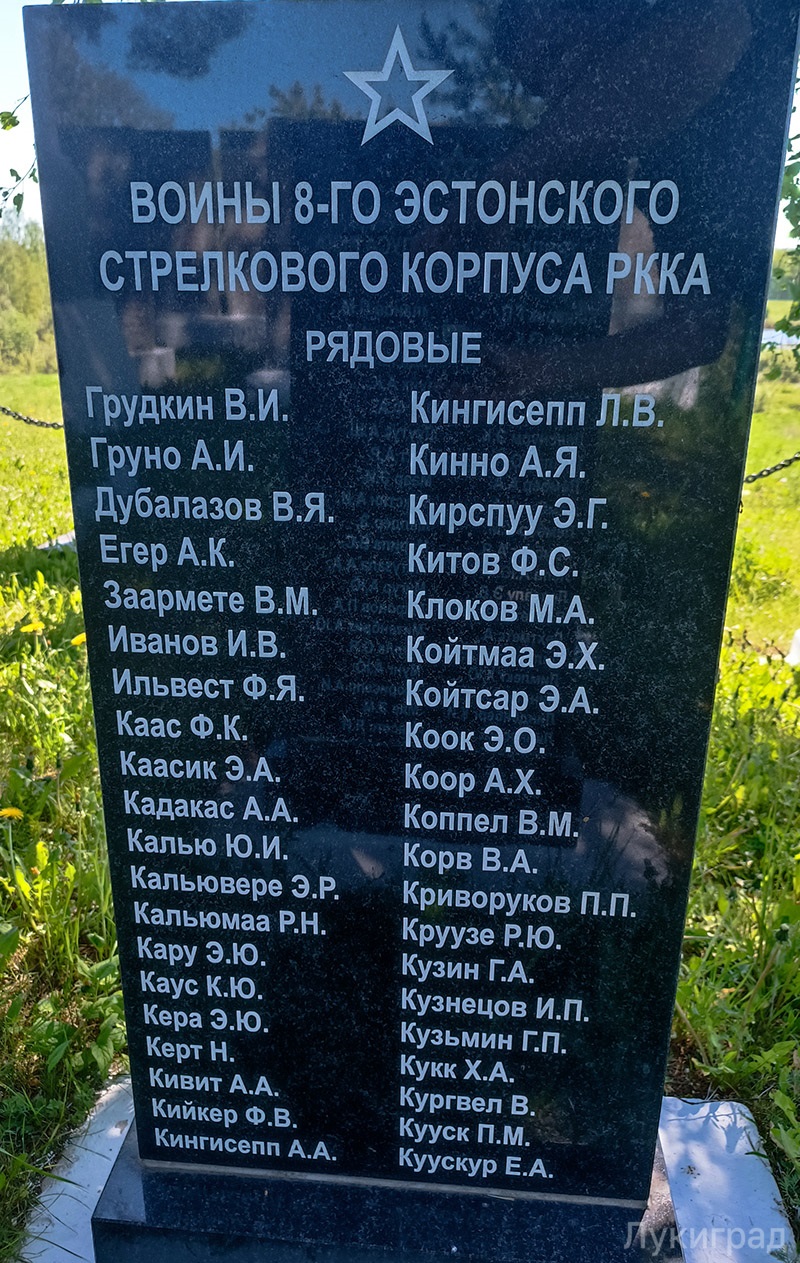 ВОИНЫ 8-ГО ЭСТОНСКОГО
СТРЕЛКОВОГО КОРПУСА РККА
РЯДОВЫЕ
Грудкин В.И.
Груно А.И.
Дубалазов В.Я.
Егер А.К.
Заармете В.М.
Иванов И.В.
Ильвест Ф.Я.
Каас Ф.К.
Каасик Э.А.
Кадакас А.А.
Калью Ю.И.
Кальювере Э.Р.
Кальюмаа Р.Н.
Кару Э.Ю.
Каус К.Ю.
Кера Э.Ю.
Керт Н.
Кивит А.А.
Кийкер Ф.В.
Кингисепп А.А.
Кингисепп Л.В.
Кинно А.Я.
Кирспуу Э.Г.
Китов Ф.С.
Клоков М.А.
Койтмаа Э.Х.
Койтсар Э.А.
Коок Э.О.
Коор А.Х.
Коппел В.М.
Корв В.А.
Криворуков П.П.
Круузе Р.Ю.
Кузин Г.А.
Кузнецов И.П.
Кузьмин Г.П.
Кукк Х.А.
Кургвел В.
Кууск П.М.
Куускур Е.А.
Лукиград